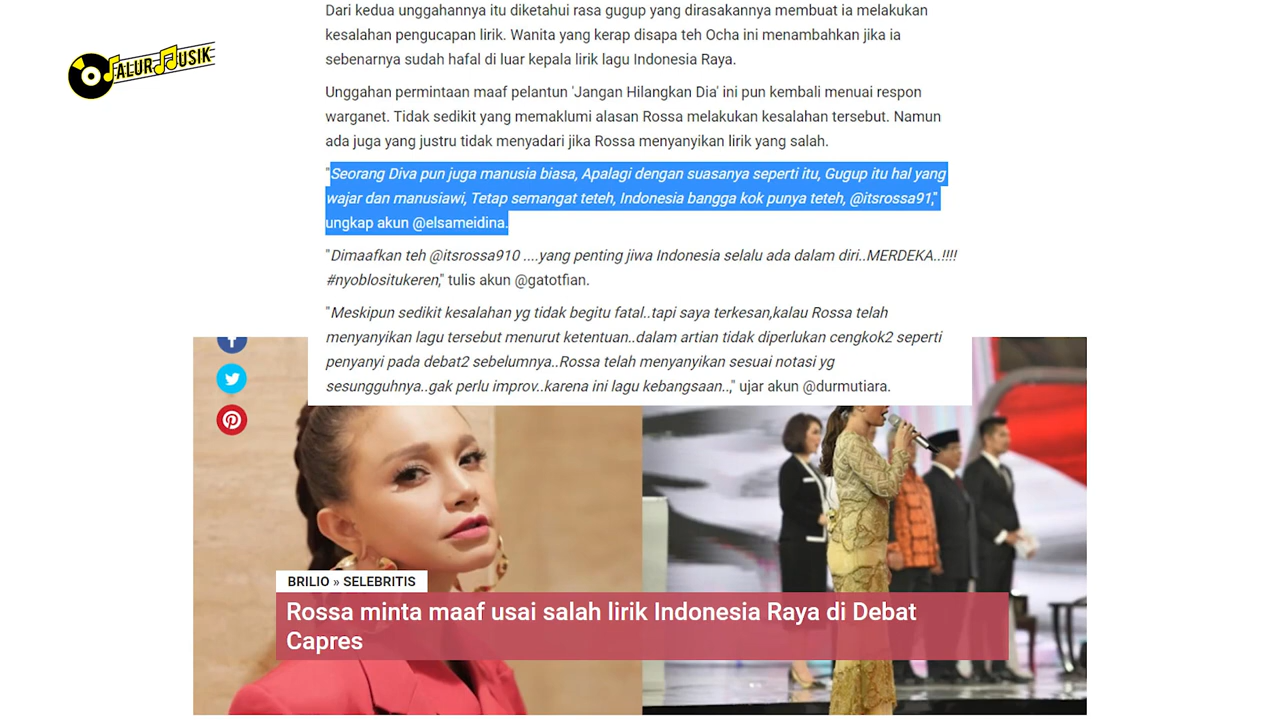 JALUR MUSIK
Dari kedua unggahannya itu diketahui rasa gugup yang dirasakannya membuat ia melakukan
kesalahan pengucapan lirik. Wanita yang kerap disapa teh Ocha ini menambahkan jika ia
sebenarnya sudah hafal di luar kepala lirik lagu Indonesia Raya.
Unggahan permintaan maaf pelantun 'Jangan Hilangkan Dia' ini pun kembali menuai respon
warganet. Tidak sedikit yang memaklumi alasan Rossa melakukan kesalahan tersebut. Namun
ada juga yang justru tidak menyadari jika Rossa menyanyikan lirik yang salah.
"Seorang Diva pun juga manusia biasa, Apalagi dengan suasanya seperti itu, Gugup itu hal yang
wajar dan manusiawi, Tetap semangat teteh, Indonesia bangga kok punya teteh, @itsrossa91,"
ungkap akun @elsameidina.
"Dimaafkan teh @itsrossa910 ....yang penting jiwa Indonesia selalu ada dalam diri..MERDEKA..!!!!
#nyoblositukeren," tulis akun @gatotfian.
"Meskipun sedikit kesalahan yg tidak begitu fatal..tapi saya terkesan,kalau Rossa telah
menyanyikan lagu tersebut menurut ketentuan..dalam artian tidak diperlukan cengkok2 seperti
penyanyi pada debat2 sebelumnya..Rossa telah menyanyikan sesuai notasi yg
sesungguhnya..gak perlu improv..karena ini lagu kebangsaan..," ujar akun @durmutiara.
BRILIO » SELEBRITIS
Rossa minta maaf usai salah lirik Indonesia Raya di Debat
Capres